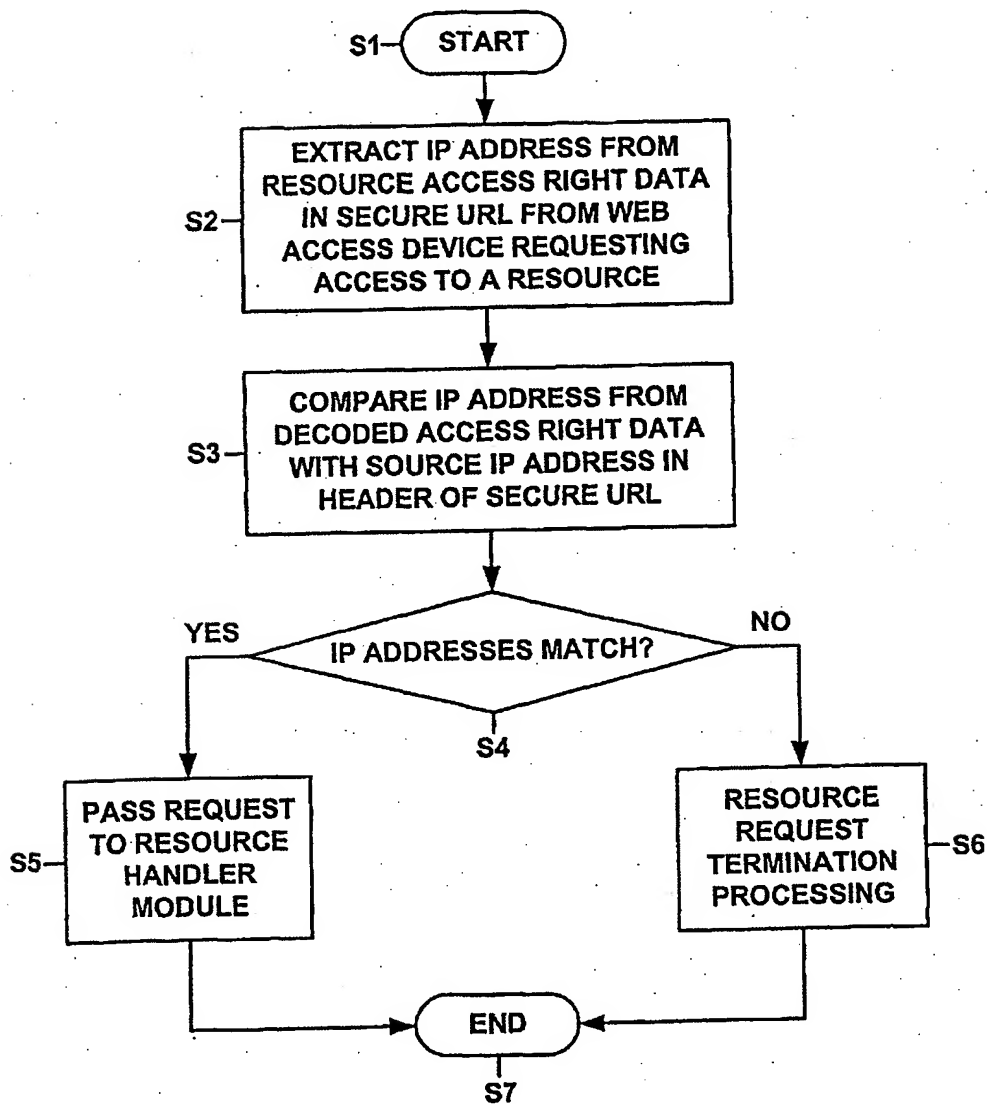 S1
START
EXTRACT IP ADDRESS FROM
RESOURCE ACCESS RIGHT DATA
IN SECURE URL FROM WEB
ACCESS DEVICE REQUESTING
ACCESS TO A RESOURCE
S2
COMPARE IP ADDRESS FROM
DECODED ACCESS RIGHT DATA
WITH SOURCE IP ADDRESS IN
HEADER OF SECURE URL
S3
YES
IP ADDRESSES MATCH?
NO
S4
PASS REQUEST
TO RESOURCE
HANDLER
MODULE
S5
RESOURCE
REQUEST
TERMINATION
PROCESSING
S6
END
S7